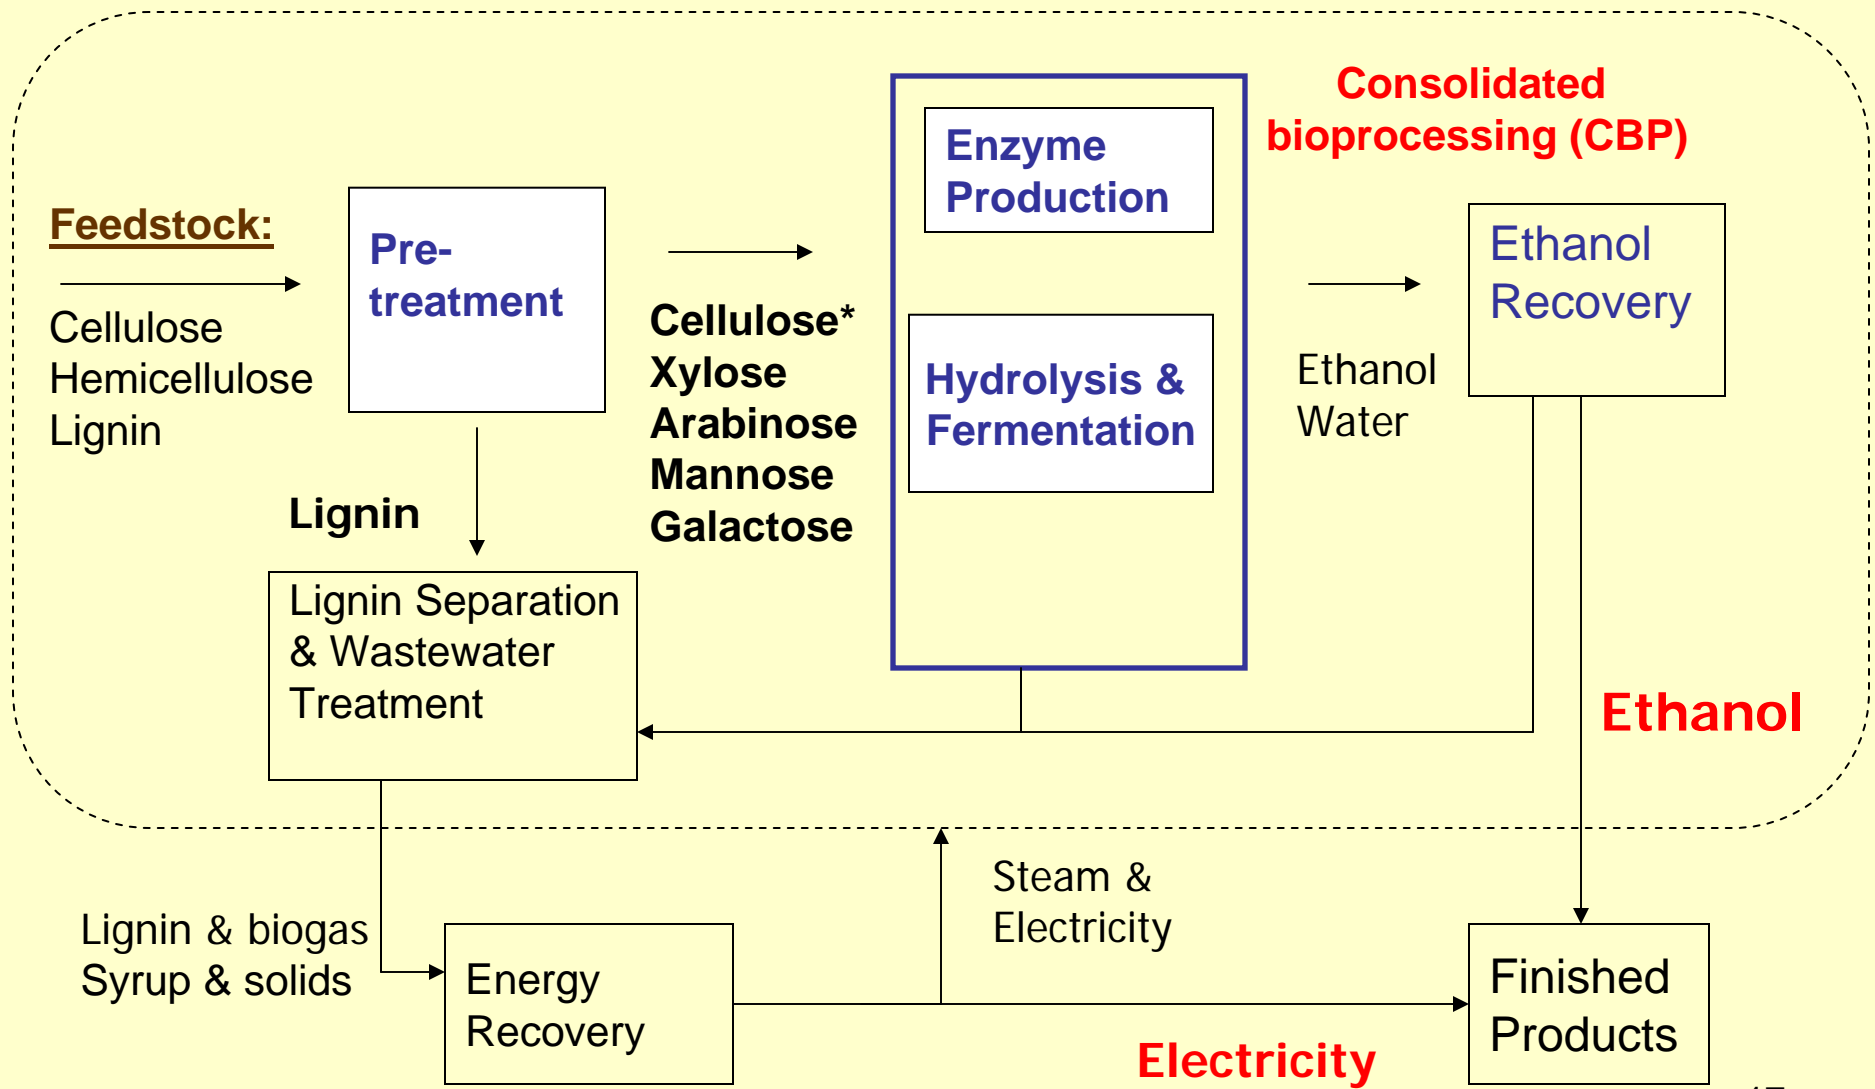 Consolidated
bioprocessing (CBP)
Feedstock:
Cellulose
Hemicellulose
Lignin
Pre-
treatment
Cellulose*
Xylose
Arabinose
Mannose
Galactose
Enzyme
Production
Hydrolysis &
Fermentation
Ethanol
Water
Ethanol
Recovery
Lignin
Lignin Separation
& Wastewater
Treatment
Ethanol
Lignin & biogas
Syrup & solids
Energy
Recovery
Steam &
Electricity
Electricity
Finished
Products